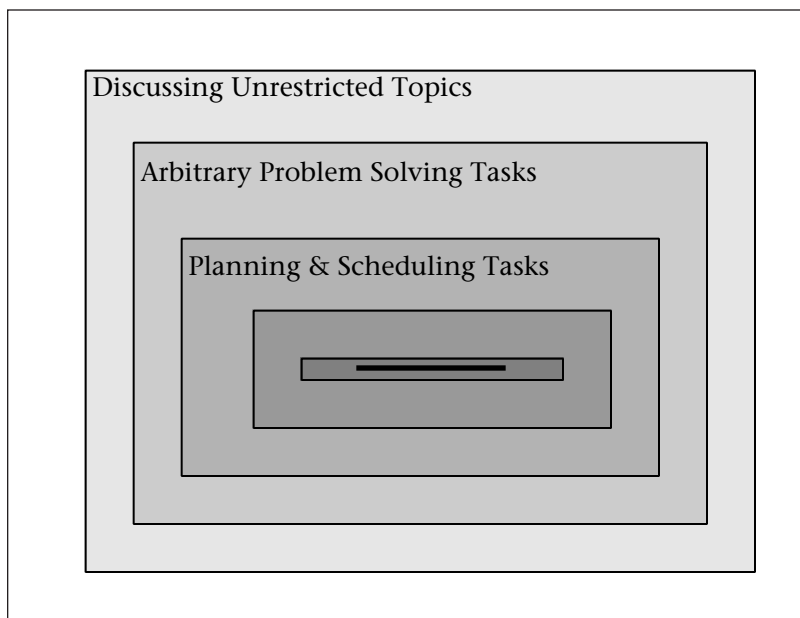 Discussing Unrestricted Topics
Arbitrary Problem Solving Tasks
Planning & Scheduling Tasks